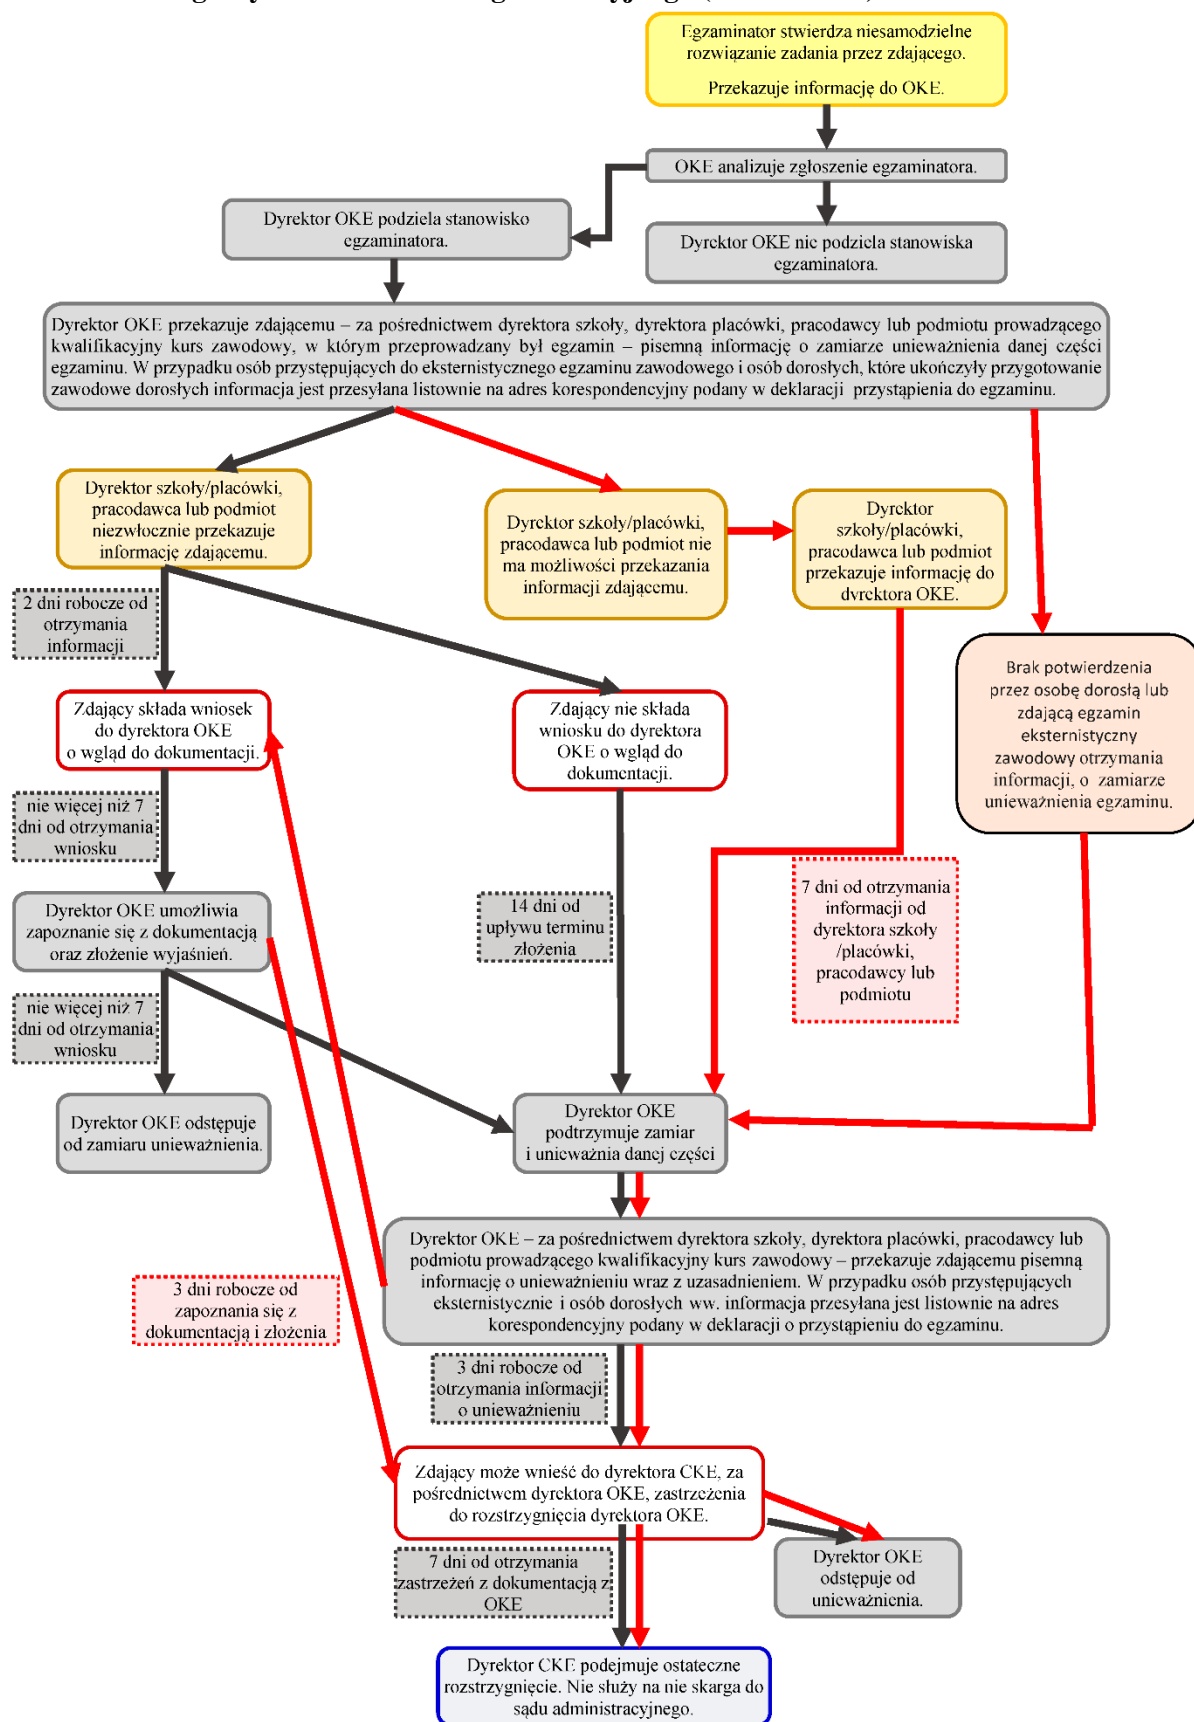 Egzaminator stwierdza niesamodzielne
rozwiązanie zadania przez zdającego.
Przekazuje informację do OKE.
OKE analizuje zgłoszenie egzaminatora.
Dyrektor OKE podziela stanowisko
egzaminatora.
Dyrektor OKE nie podziela stanowiska
egzaminatora.
Dyrektor OKE przekazuje zdającemu – za pośrednictwem dyrektora szkoły, dyrektora placówki, pracodawcy lub podmiotu prowadzącego
kwalifikacyjny kurs zawodowy, w którym przeprowadzany był egzamin – pisemną informację o zamiarze unieważnienia danej części
egzaminu. W przypadku osób przystępujących do eksternistycznego egzaminu zawodowego i osób dorosłych, które ukończyły przygotowanie
zawodowe dorosłych informacja jest przesyłana listownie na adres korespondencyjny podany w deklaracji przystąpienia do egzaminu.
Dyrektor szkoły/placówki,
pracodawca lub podmiot
niezwłocznie przekazuje
informację zdającemu.
Dyrektor szkoły/placówki,
pracodawca lub podmiot nie
ma możliwości przekazania
informacji zdającemu.
Dyrektor
szkoły/placówki,
pracodawca lub podmiot
przekazuje informację do
dyrektora OKE.
2 dni robocze od
otrzymania
informacji
Brak potwierdzenia
przez osobę dorosłą lub
zdającą egzamin
eksternistyczny
zawodowy otrzymania
informacji, o zamiarze
unieważnienia egzaminu.
Zdający składa wniosek
do dyrektora OKE
o wgląd do dokumentacji.
Zdający nie składa
wniosku do dyrektora
OKE o wgląd do
dokumentacji.
nie więcej niż 7
dni od otrzymania
wniosku
7 dni od otrzymania
informacji od
dyrektora szkoły
/placówki,
pracodawcy lub
podmiotu
Dyrektor OKE umożliwia
zapoznanie się z dokumentacją
oraz złożenie wyjaśnień.
14 dni od
upływu terminu
złożenia
nie więcej niż 7
dni od otrzymania
wniosku
Dyrektor OKE odstępuje
od zamiaru unieważnienia.
Dyrektor OKE
podtrzymuje zamiar
i unieważnia danej części
Dyrektor OKE – za pośrednictwem dyrektora szkoły, dyrektora placówki, pracodawcy lub
podmiotu prowadzącego kwalifikacyjny kurs zawodowy – przekazuje zdającemu pisemną
informację o unieważnieniu wraz z uzasadnieniem. W przypadku osób przystępujących
eksternistycznie i osób dorosłych ww. informacja przesyłana jest listownie na adres
korespondencyjny podany w deklaracji o przystąpieniu do egzaminu.
3 dni robocze od
zapoznania się z
dokumentacją i złożenia
3 dni robocze od
otrzymania informacji
o unieważnieniu
Zdający może wnieść do dyrektora CKE, za
pośrednictwem dyrektora OKE, zastrzeżenia
do rozstrzygnięcia dyrektora OKE.
7 dni od otrzymania
zastrzeżeń z dokumentacją z
OKE
Dyrektor OKE
odstępuje od
unieważnienia.
Dyrektor CKE podejmuje ostateczne
rozstrzygnięcie. Nie służy na nie skarga do
sądu administracyjnego.